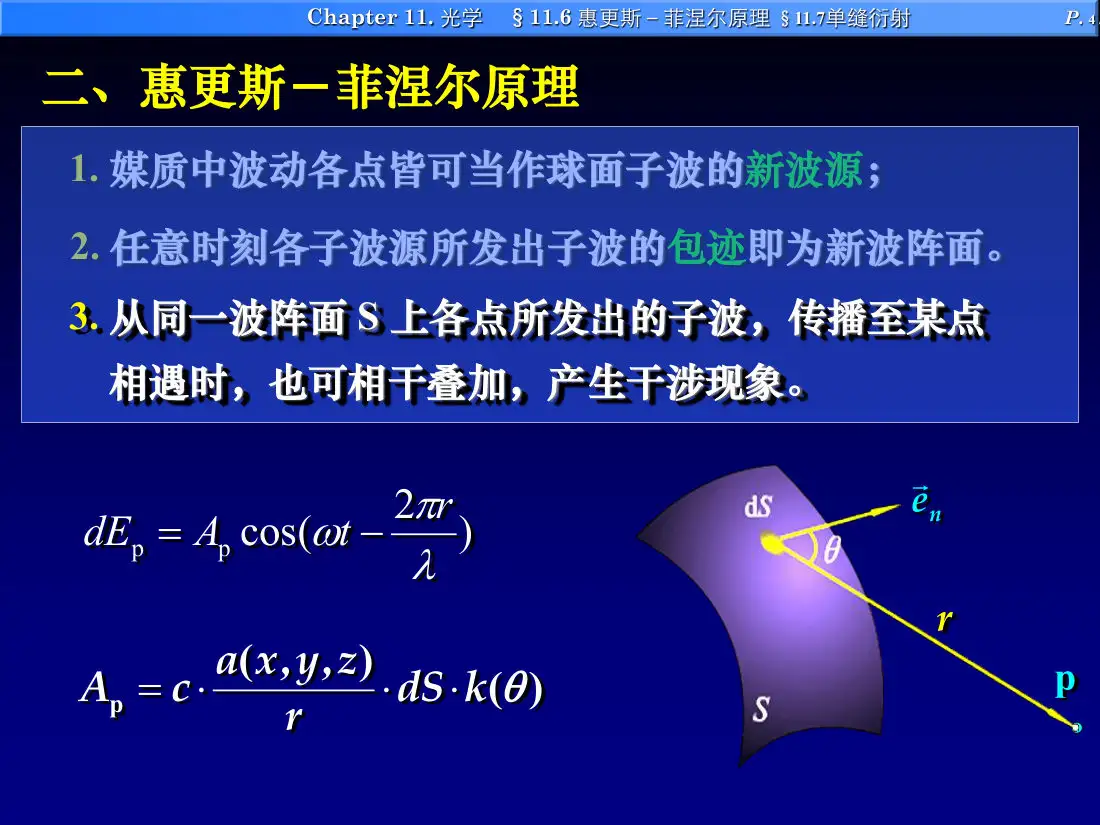 Chapter 11. 光学 §11.6 惠更斯–菲涅尔原理 §11.7单缝衍射 P. 4
二、惠更斯－菲涅尔原理
1. 媒质中波动各点皆可当作球面子波的新波源；
2. 任意时刻各子波源所发出子波的包迹即为新波阵面。
3. 从同一波阵面 S 上各点所发出的子波，传播至某点
相遇时，也可相干叠加，产生干涉现象。
dE_p = A_p cos(ωt − 2πr/λ)
A_p = c · a(x,y,z)/r · dS · k(θ)
dS
e⃗_n
θ
r
p
S